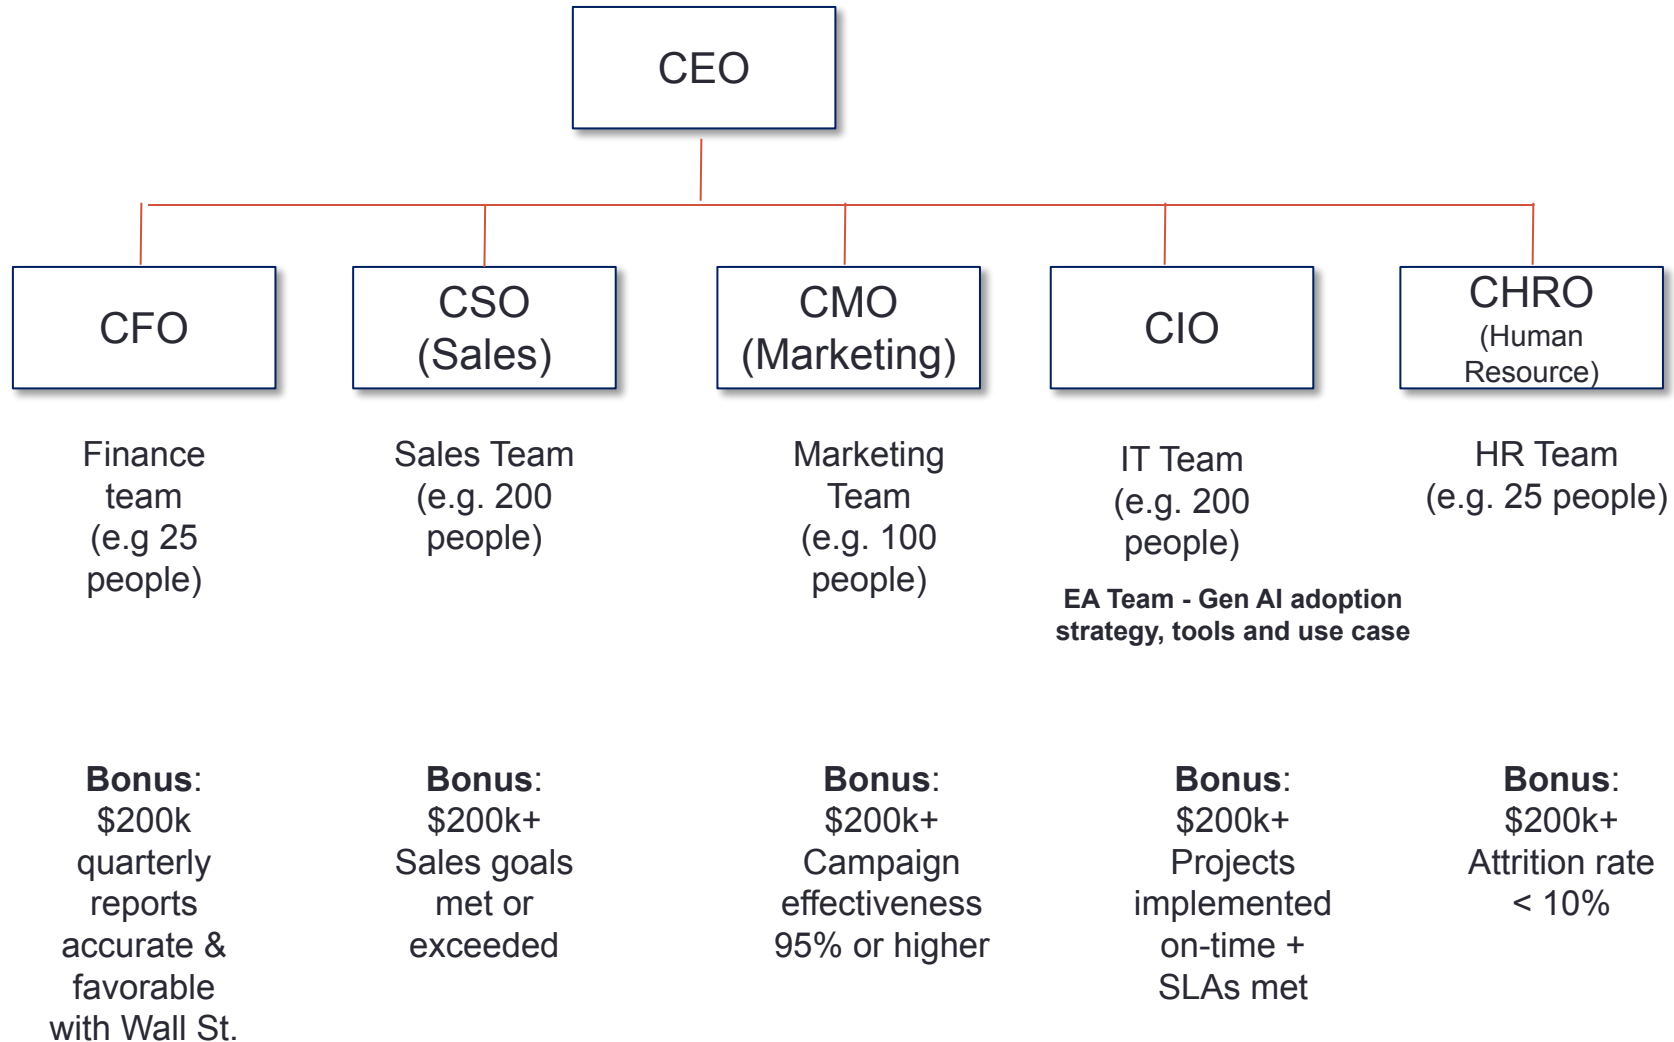 CEO
CFO
CSO
(Sales)
CMO
(Marketing)
CIO
CHRO
(Human
Resource)
Finance
team
(e.g 25
people)
Sales Team
(e.g. 200
people)
Marketing
Team
(e.g. 100
people)
IT Team
(e.g. 200
people)
EA Team - Gen AI adoption
strategy, tools and use case
HR Team
(e.g. 25 people)
Bonus:
$200k
quarterly
reports
accurate &
favorable
with Wall St.
Bonus:
$200k+
Sales goals
met or
exceeded
Bonus:
$200k+
Campaign
effectiveness
95% or higher
Bonus:
$200k+
Projects
implemented
on-time +
SLAs met
Bonus:
$200k+
Attrition rate
< 10%